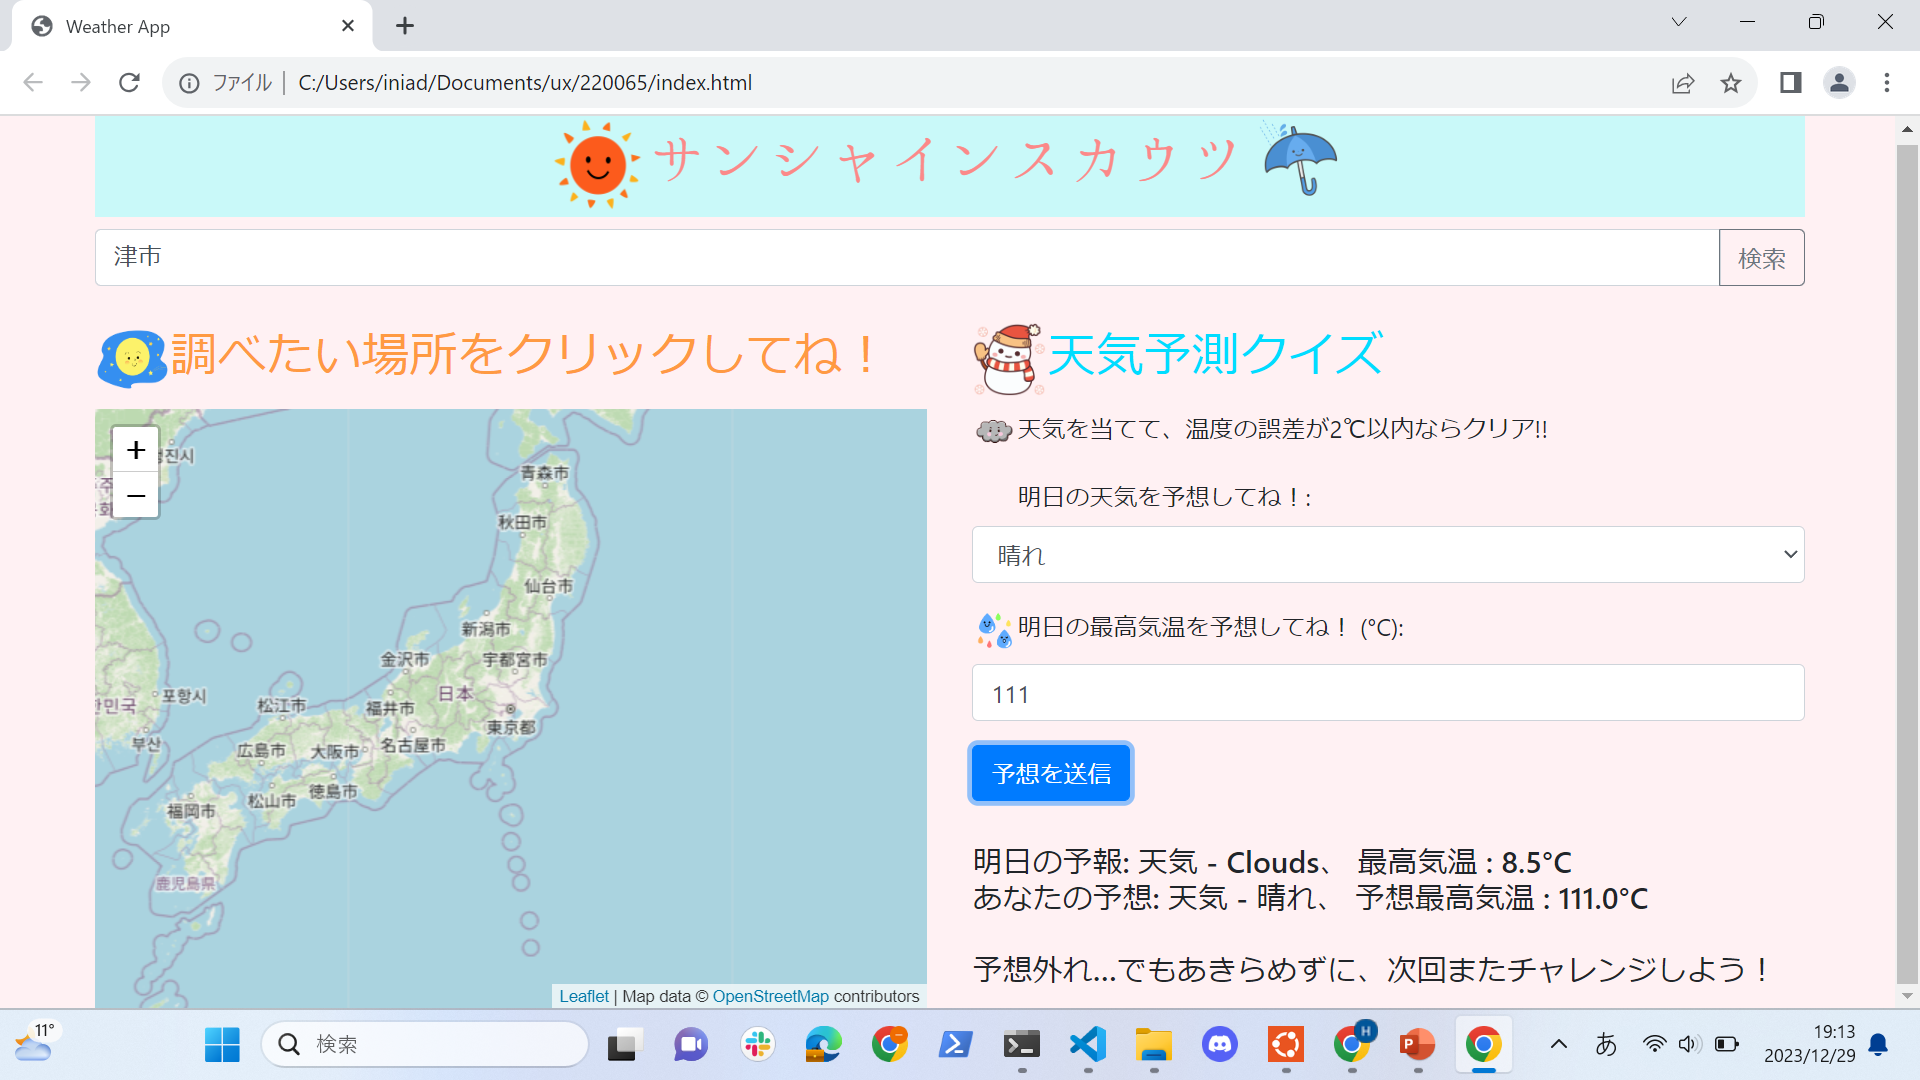 Weather App
ファイル | C:/Users/iniad/Documents/ux/220065/index.html
サンシャインスカウツ
津市
検索
調べたい場所をクリックしてね！
天気予測クイズ
天気を当てて、温度の誤差が2℃以内ならクリア!!
明日の天気を予想してね！:
晴れ
明日の最高気温を予想してね！ (°C):
111
予想を送信
明日の予報: 天気 - Clouds、 最高気温 : 8.5°C
あなたの予想: 天気 - 晴れ、 予想最高気温 : 111.0°C
予想外れ...でもあきらめずに、次回またチャレンジしよう！
+
−
青森市
秋田市
仙台市
新潟市
金沢市
宇都宮市
日本
포항시
松江市
福井市
東京都
부산
広島市
大阪市
名古屋市
松山市
徳島市
福岡市
鹿児島県
Leaflet | Map data © OpenStreetMap contributors
11°
検索
H
P
あ
19:13
2023/12/29